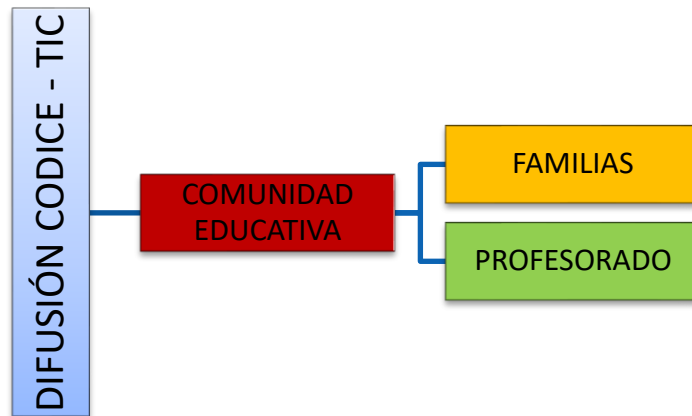 DIFUSIÓN CODICE - TIC
COMUNIDAD
EDUCATIVA
FAMILIAS
PROFESORADO